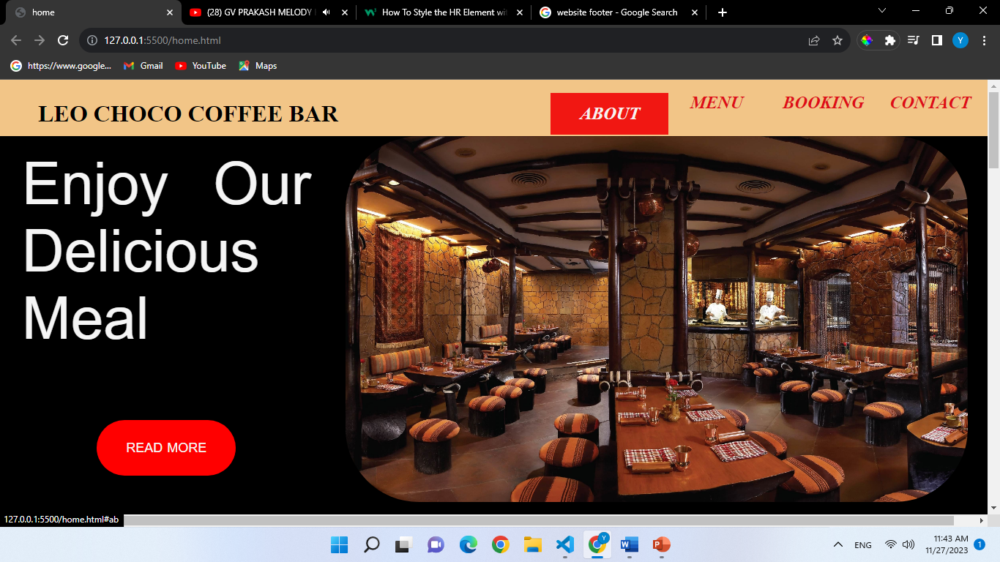 home
(28) GV PRAKASH MELODY
How To Style the HR Element wi
website footer - Google Search
127.0.0.1:5500/home.html
Y
https://www.google...
Gmail
YouTube
Maps
LEO CHOCO COFFEE BAR
ABOUT
MENU
BOOKING
CONTACT
Enjoy Our
Delicious
Meal
READ MORE
127.0.0.1:5500/home.html#ab
ENG
11:43 AM
11/27/2023
1